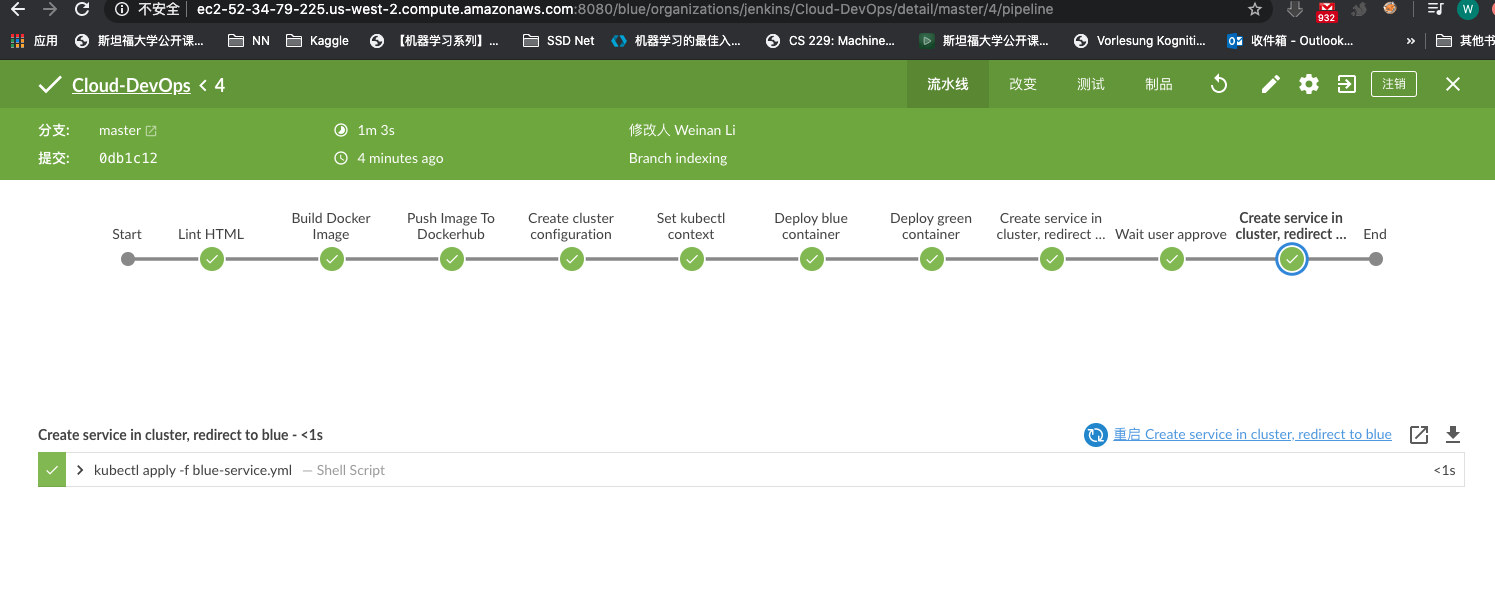 不安全 ec2-52-34-79-225.us-west-2.compute.amazonaws.com:8080/blue/organizations/jenkins/Cloud-DevOps/detail/master/4/pipeline
932
W
应用 斯坦福大学公开课... NN Kaggle 【机器学习系列】... SSD Net 机器学习的最佳入... CS 229: Machine... 斯坦福大学公开课... Vorlesung Kogniti... 收件箱 – Outlook... » 其他书
Cloud-DevOps < 4 流水线 改变 测试 制品 注销
分支: master 1m 3s 修改人 Weinan Li
提交: 0db1c12 4 minutes ago Branch indexing
Start
Lint HTML
Build Docker
Image
Push Image To
Dockerhub
Create cluster
configuration
Set kubectl
context
Deploy blue
container
Deploy green
container
Create service in
cluster, redirect ...
Wait user approve
Create service in
cluster, redirect ...
End
Create service in cluster, redirect to blue - <1s 重启 Create service in cluster, redirect to blue
kubectl apply -f blue-service.yml — Shell Script <1s